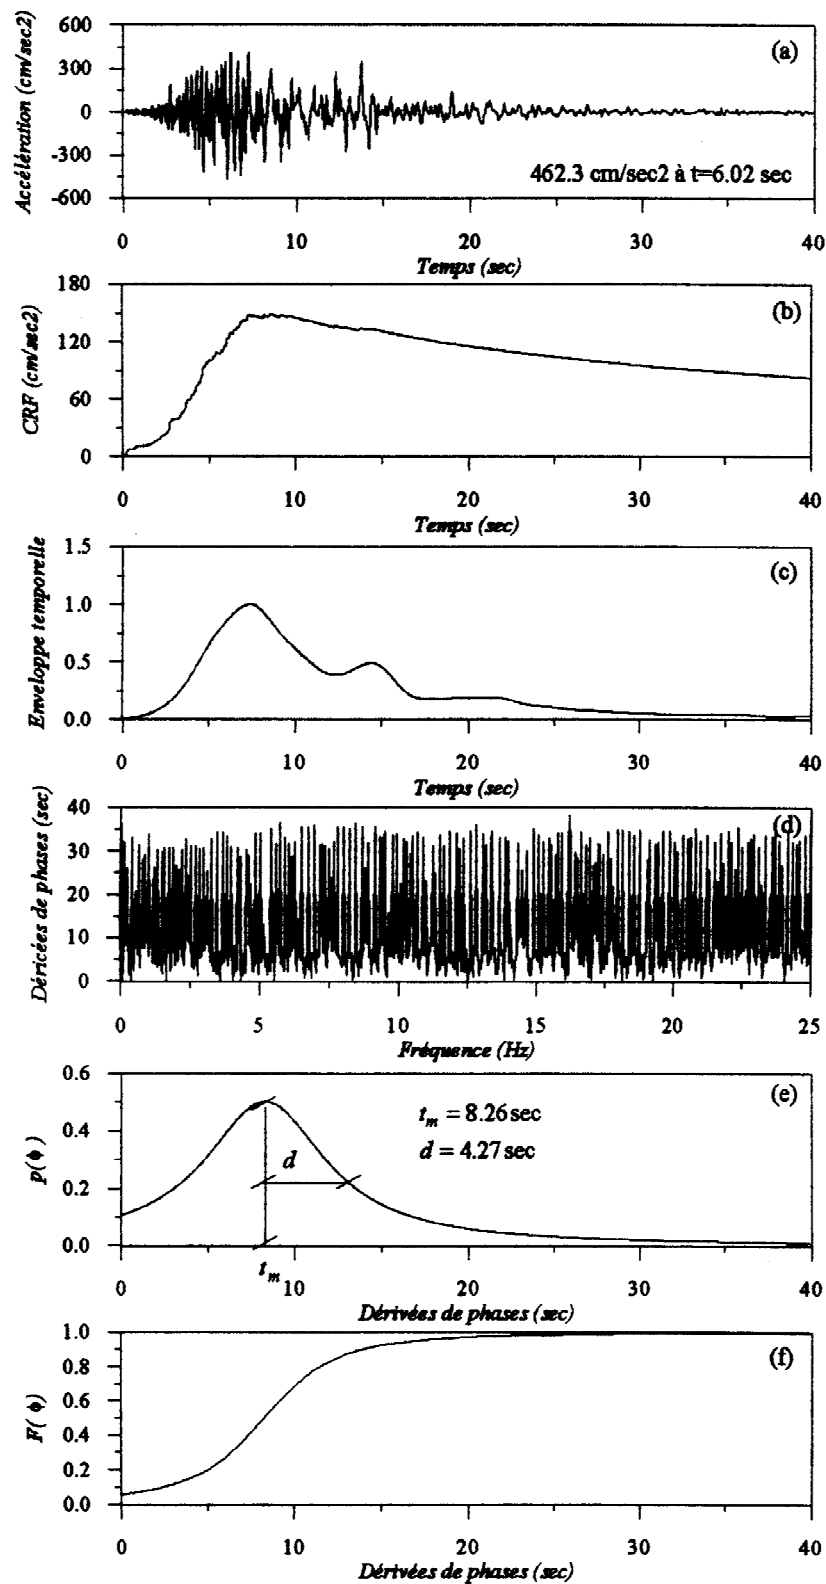 600
300
0
-300
-600
Accélération (cm/sec2)
(a)
462.3 cm/sec2 à t=6.02 sec
0 10 20 30 40
Temps (sec)
180
120
60
0
CRF (cm/sec2)
(b)
0 10 20 30 40
Temps (sec)
1.5
1.0
0.5
0.0
Enveloppe temporelle
(c)
0 10 20 30 40
Temps (sec)
40
30
20
10
0
Déricées de phases (sec)
(d)
0 5 10 15 20 25
Fréquence (Hz)
0.6
0.4
0.2
0.0
p(ϕ)
(e)
t_m = 8.26 sec
d = 4.27 sec
d
t_m
0 10 20 30 40
Dérivées de phases (sec)
1.0
0.8
0.6
0.4
0.2
0.0
F(ϕ)
(f)
0 10 20 30 40
Dérivées de phases (sec)